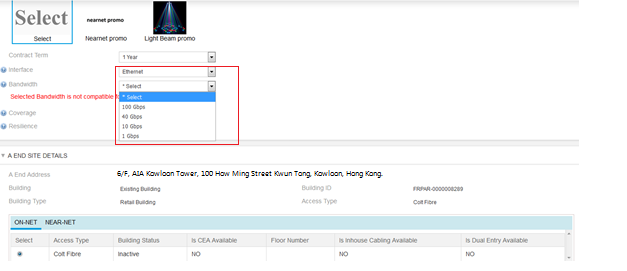 Select
nearnet promo
Select
Nearnet promo
Light Beam promo
Contract Term
1 Year
Interface
Ethernet
Bandwidth
* Select
Selected Bandwidth is not compatible
* Select
100 Gbps
40 Gbps
10 Gbps
1 Gbps
Coverage
Resilience
A END SITE DETAILS
A End Address
6/F, AIA Kowloon Tower, 100 How Ming Street Kwun Tong, Kowloon, Hong Kong.
Building
Existing Building
Building ID
FRPAR-0000008289
Building Type
Retail Building
Access Type
Colt Fibre
ON-NET NEAR-NET
Select Access Type Building Status Is CEA Available Floor Number Is Inhouse Cabling Available Is Dual Entry Available
Colt Fibre Inactive NO NO NO